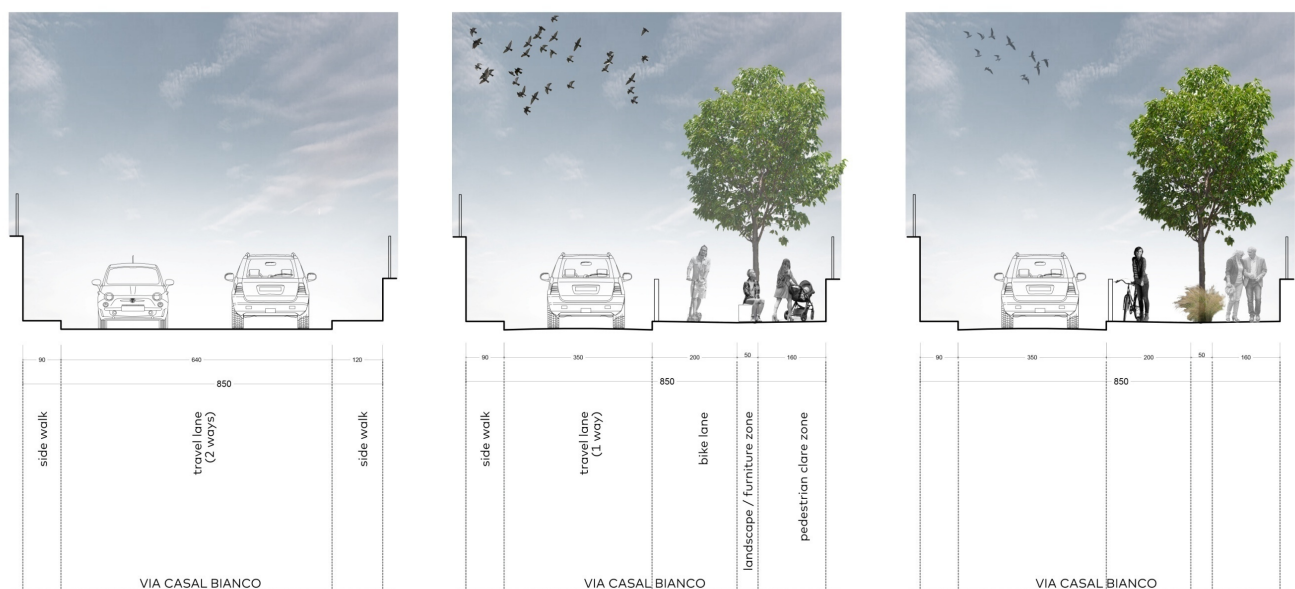 90 640 120
850
side walk
travel lane
(2 ways)
side walk
VIA CASAL BIANCO
90 350 200 50 160
850
side walk
travel lane
(1 way)
bike lane
landscape / furniture zone
pedestrian clare zone
VIA CASAL BIANCO
90 350 200 50 160
850
VIA CASAL BIANCO